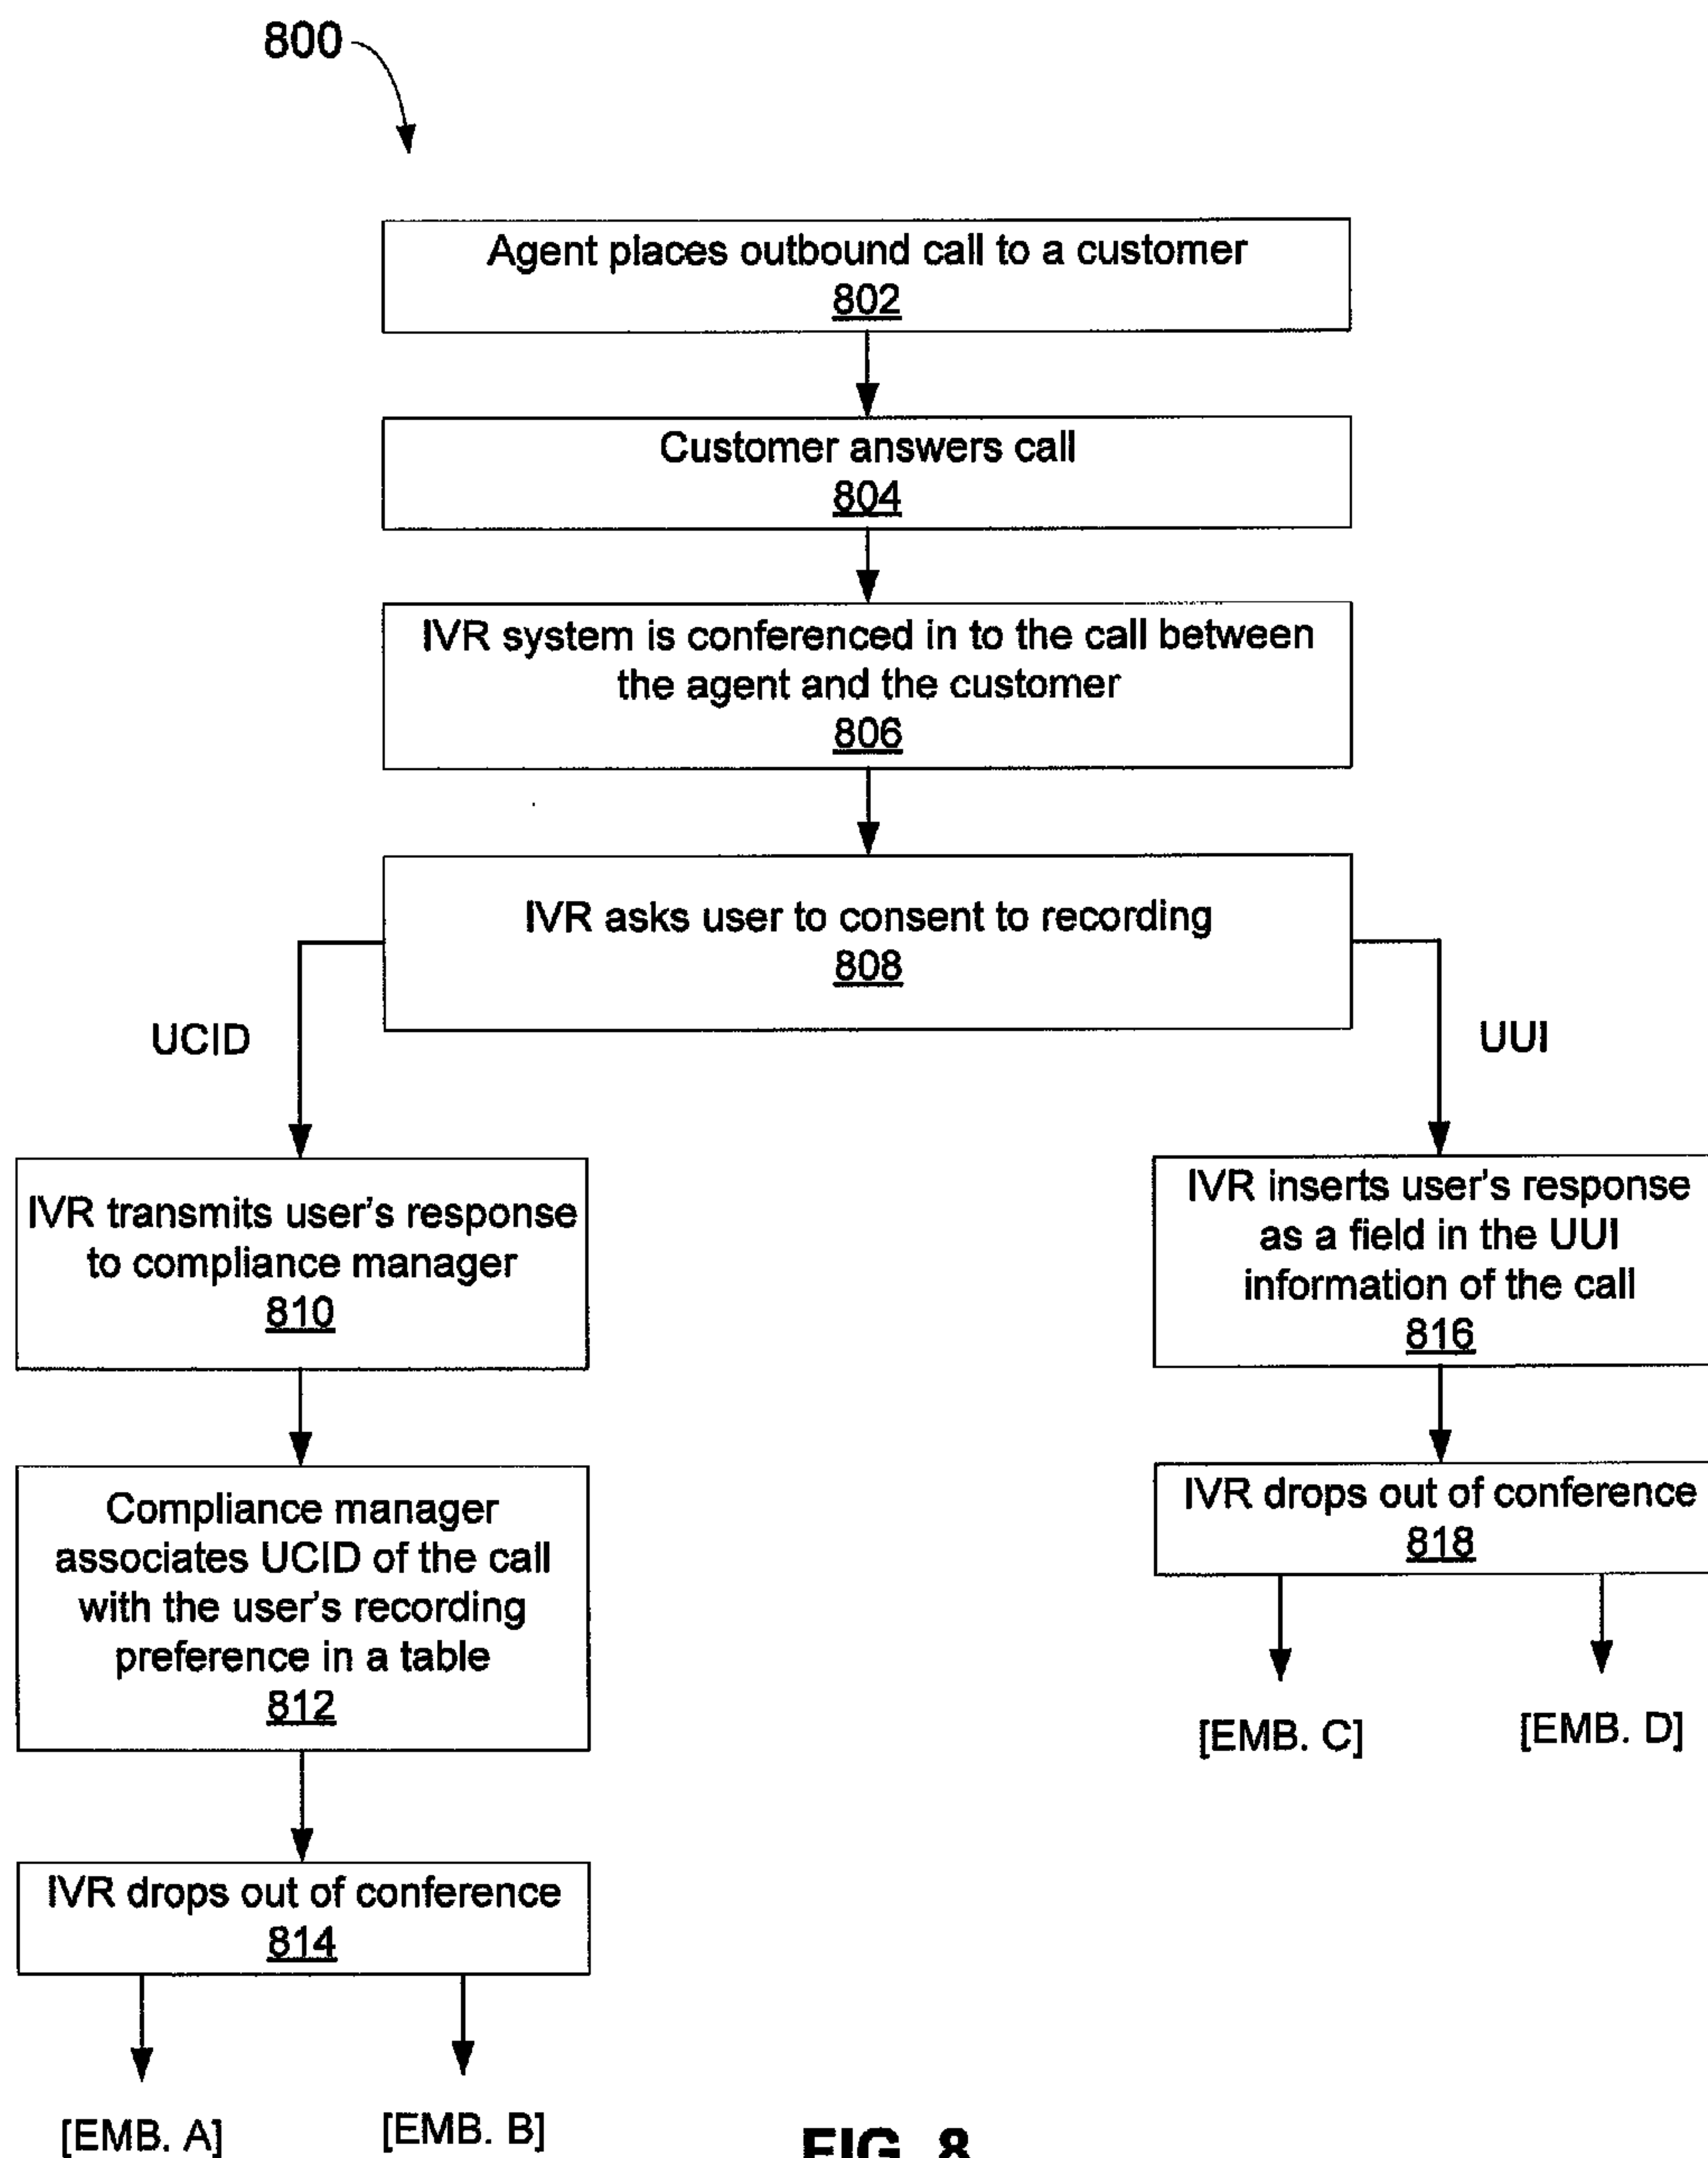 800
Agent places outbound call to a customer
802
Customer answers call
804
IVR system is conferenced in to the call between
the agent and the customer
806
IVR asks user to consent to recording
808
UCID
UUI
IVR transmits user's response
to compliance manager
810
Compliance manager
associates UCID of the call
with the user's recording
preference in a table
812
IVR drops out of conference
814
[EMB. A]
[EMB. B]
IVR inserts user's response
as a field in the UUI
information of the call
816
IVR drops out of conference
818
[EMB. C]
[EMB. D]
FIG. 8